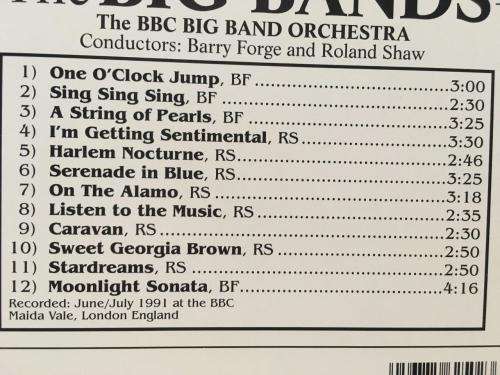 The BIG BANDS
The BBC BIG BAND ORCHESTRA
Conductors: Barry Forge and Roland Shaw
1) One O'Clock Jump, BF ........................................ 3:00
2) Sing Sing Sing, BF ........................................ 2:30
3) A String of Pearls, BF ........................................ 3:25
4) I'm Getting Sentimental, RS ........................................ 3:30
5) Harlem Nocturne, RS ........................................ 2:46
6) Serenade in Blue, RS ........................................ 3:25
7) On The Alamo, RS ........................................ 3:18
8) Listen to the Music, RS ........................................ 2:35
9) Caravan, RS ........................................ 2:30
10) Sweet Georgia Brown, RS ........................................ 2:50
11) Stardreams, RS ........................................ 2:50
12) Moonlight Sonata, BF ........................................ 4:16
Recorded: June/July 1991 at the BBC
Maida Vale, London England